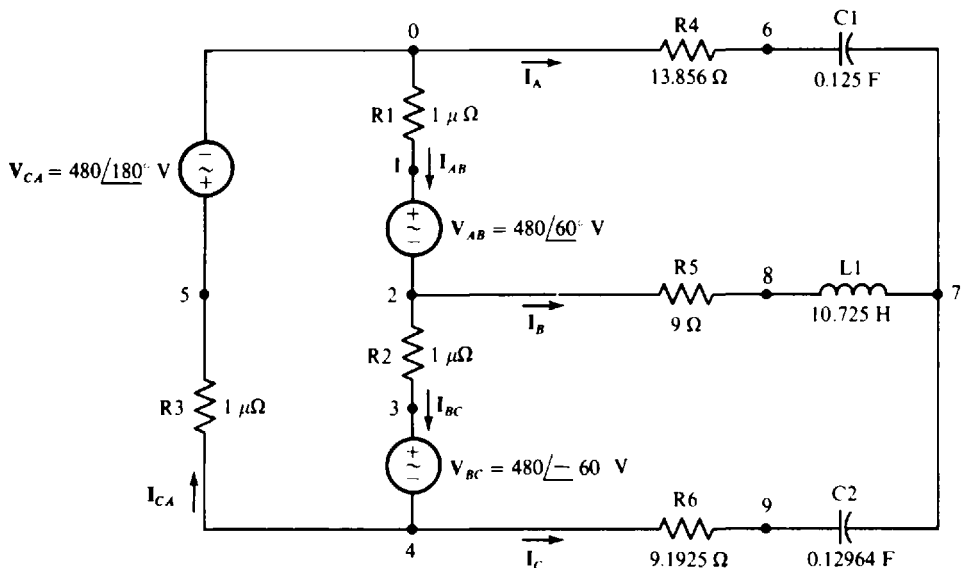 0
R4
6
C1
I_A
13.856 Ω
0.125 F
R1
1 μΩ
V_CA = 480/180° V
−
~
+
1
I_AB
+
~
−
V_AB = 480/60° V
5
2
R5
8
L1
7
I_B
9 Ω
10.725 H
R2
1 μΩ
R3
1 μΩ
3
I_BC
+
~
−
V_BC = 480/− 60 V
I_CA
R6
9
C2
4
I_C
9.1925 Ω
0.12964 F